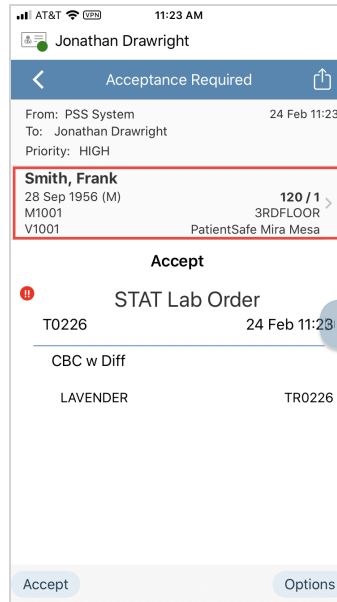 AT&T VPN 11:23 AM
Jonathan Drawright
Acceptance Required
From: PSS System 24 Feb 11:23
To: Jonathan Drawright
Priority: HIGH
Smith, Frank
28 Sep 1956 (M) 120 / 1
M1001 3RDFLOOR
V1001 PatientSafe Mira Mesa
Accept
!! STAT Lab Order
T0226 24 Feb 11:23
CBC w Diff
LAVENDER TR0226
Accept Options